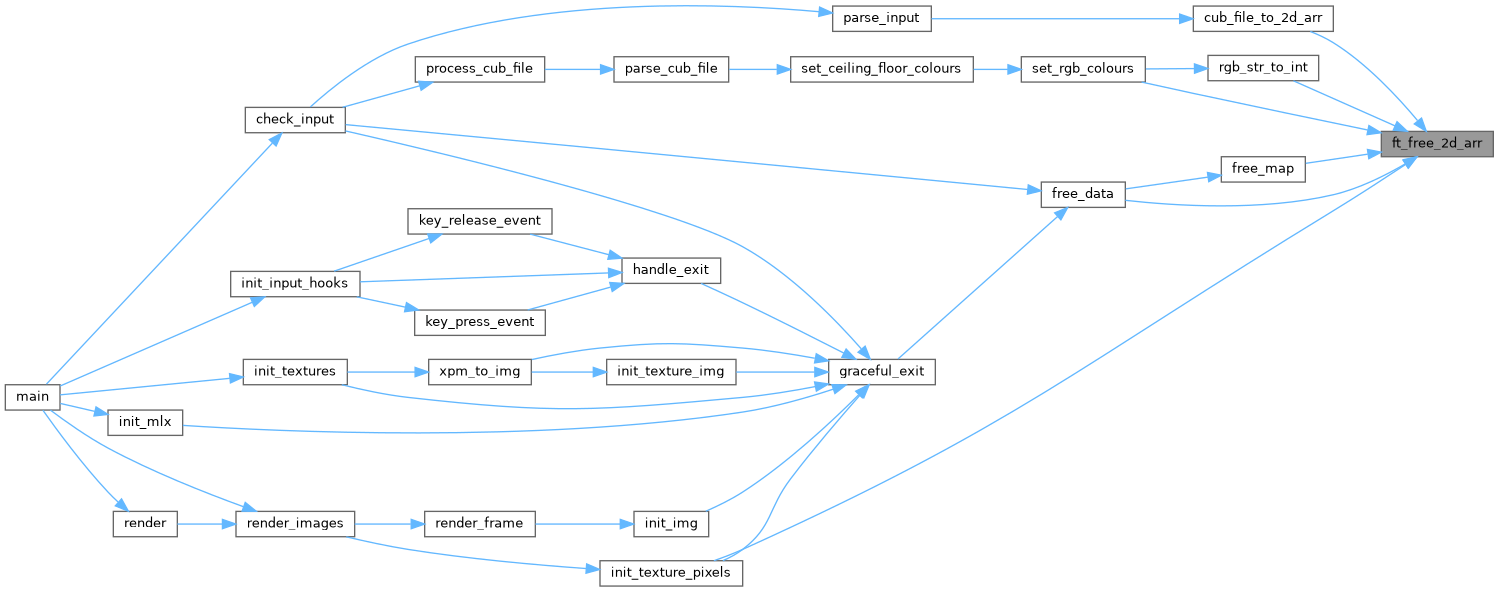 parse_input
cub_file_to_2d_arr
process_cub_file
parse_cub_file
set_ceiling_floor_colours
set_rgb_colours
rgb_str_to_int
check_input
ft_free_2d_arr
free_map
free_data
key_release_event
handle_exit
init_input_hooks
key_press_event
init_textures
xpm_to_img
init_texture_img
graceful_exit
main
init_mlx
render
render_images
render_frame
init_img
init_texture_pixels